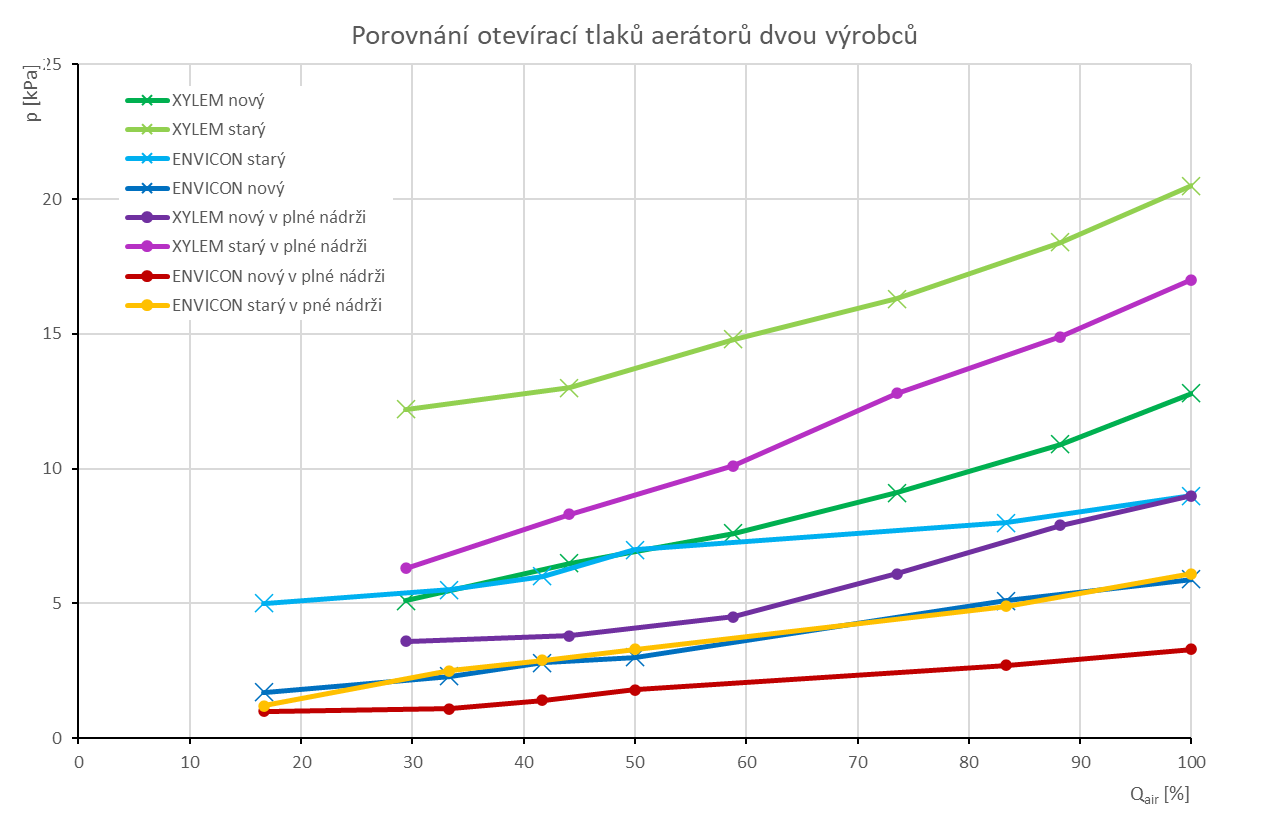 Porovnání otevírací tlaků aerátorů dvou výrobců
p [kPa]
25
20
15
10
5
0
XYLEM nový
XYLEM starý
ENVICON starý
ENVICON nový
XYLEM nový v plné nádrži
XYLEM starý v plné nádrži
ENVICON nový v plné nádrži
ENVICON starý v pné nádrži
0 10 20 30 40 50 60 70 80 90 100
Qair [%]